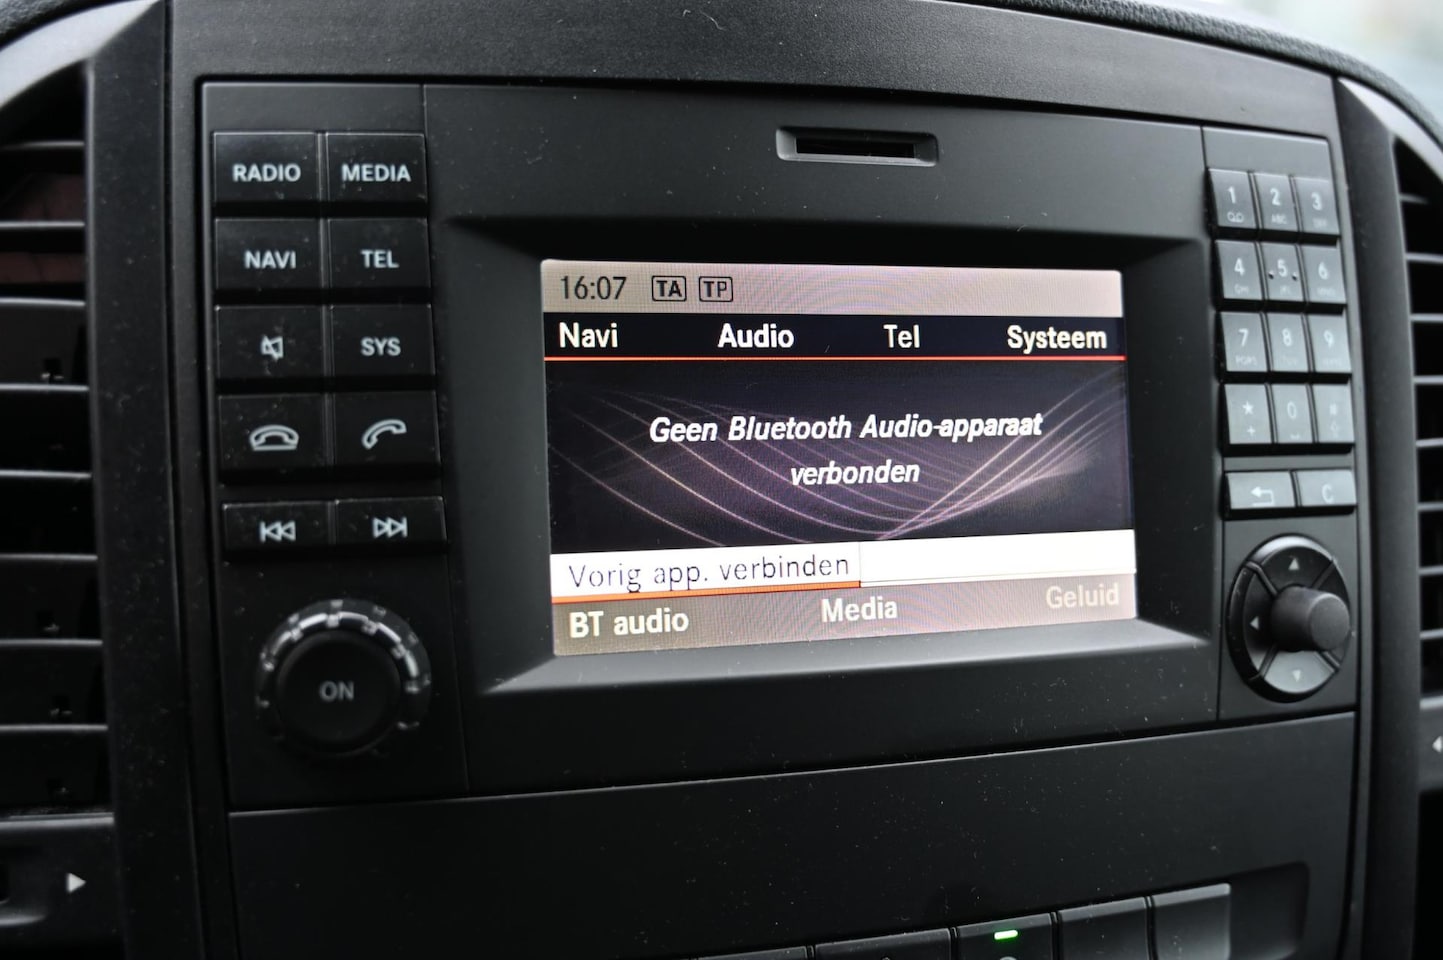 RADIO MEDIA
NAVI TEL
SYS
ON
16:07 TA TP
Navi Audio Tel Systeem
Geen Bluetooth Audio-apparaat
verbonden
Vorig app. verbinden
BT audio Media Geluid
1 2 3
ABC
4 5 6
7 8 9
* 0 #
+
C